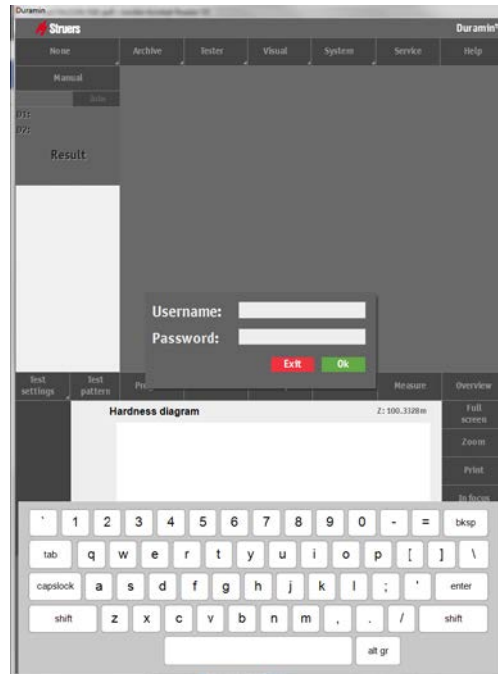 Duramin
Struers
Duramin
None Archive Tester Visual System Service Help
Manual
D1:
D2:
Result
Username:
Password:
Exit Ok
Test settings Test pattern Measure Overview
Hardness diagram Z: 100.3328m Full screen
Zoom
Print
In focus
` 1 2 3 4 5 6 7 8 9 0 - = bksp
tab q w e r t y u i o p [ ] \
capslock a s d f g h j k l ; ' enter
shift z x c v b n m , . / shift
alt gr